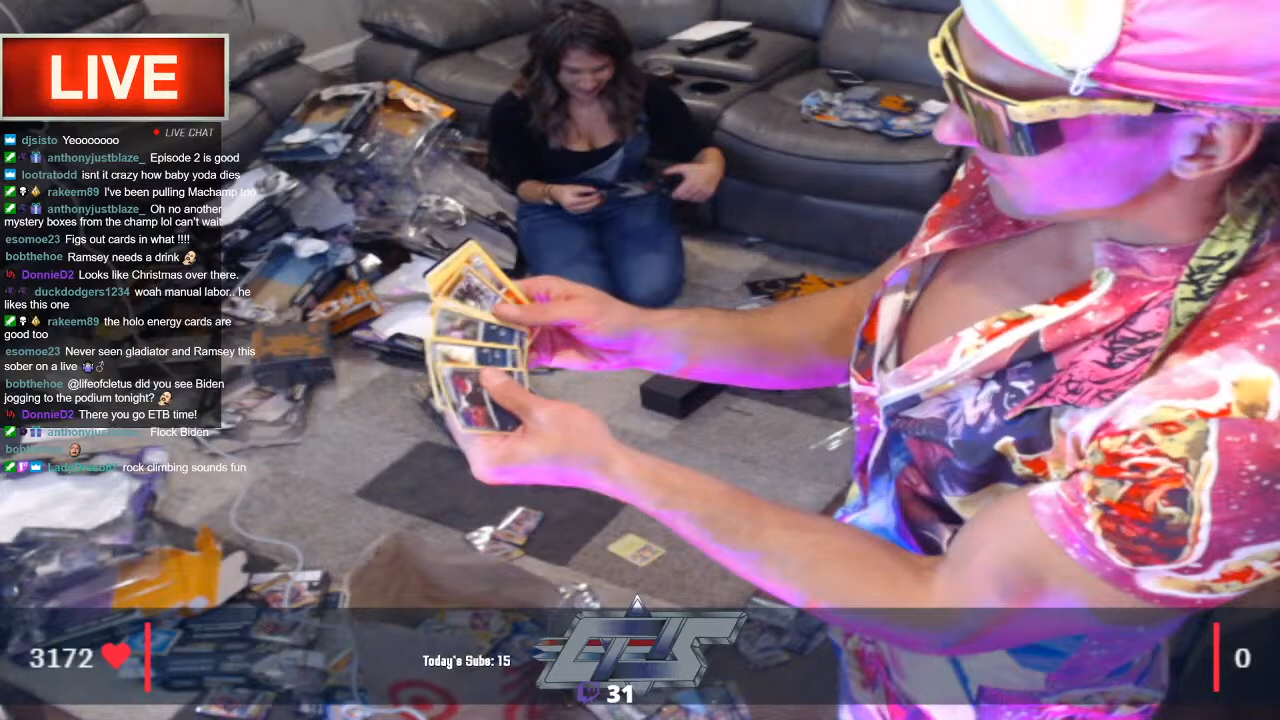 LIVE
LIVE CHAT
djsisto Yooooooo
anthonyjustblaze_ Episode 2 is good
lootratodd isnt it crazy how baby yoda dies
rakeem89 I've been pulling Machamp too
anthonyjustblaze_ Oh no another
mystery boxes from the champ lol can't wait
esomoe23 Figs out cards in what !!!!
bobthehoe Ramsey needs a drink
DonnieD2 Looks like Christmas over there.
duckdodgers1234 woah manual labor.. he
likes this one
rakeem89 the holo energy cards are
good too
esomoe23 Never seen gladiator and Ramsey this
sober on a live
bobthehoe @lifeofcletus did you see Biden
jogging to the podium tonight?
DonnieD2 There you go ETB time!
Flock Biden
rock climbing sounds fun
3172
Today's Subs: 15
31
0